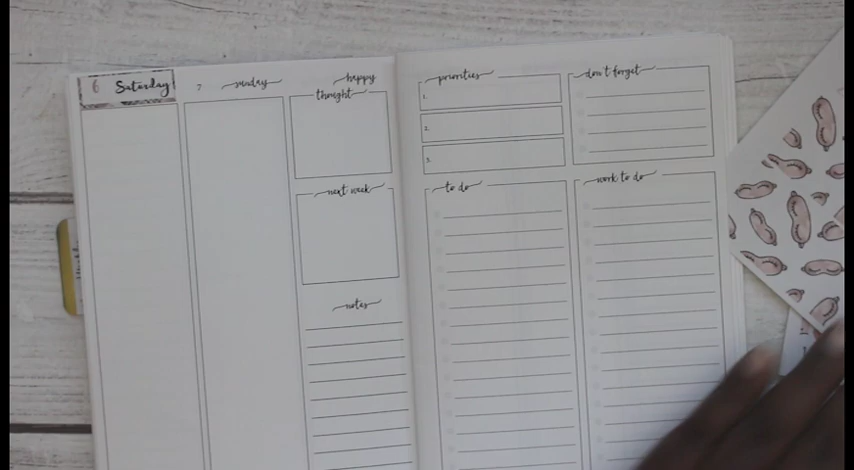 6 Saturday
7 sunday
happy
thought
next week
notes
priorities
1.
2.
3.
don't forget
to do
work to do